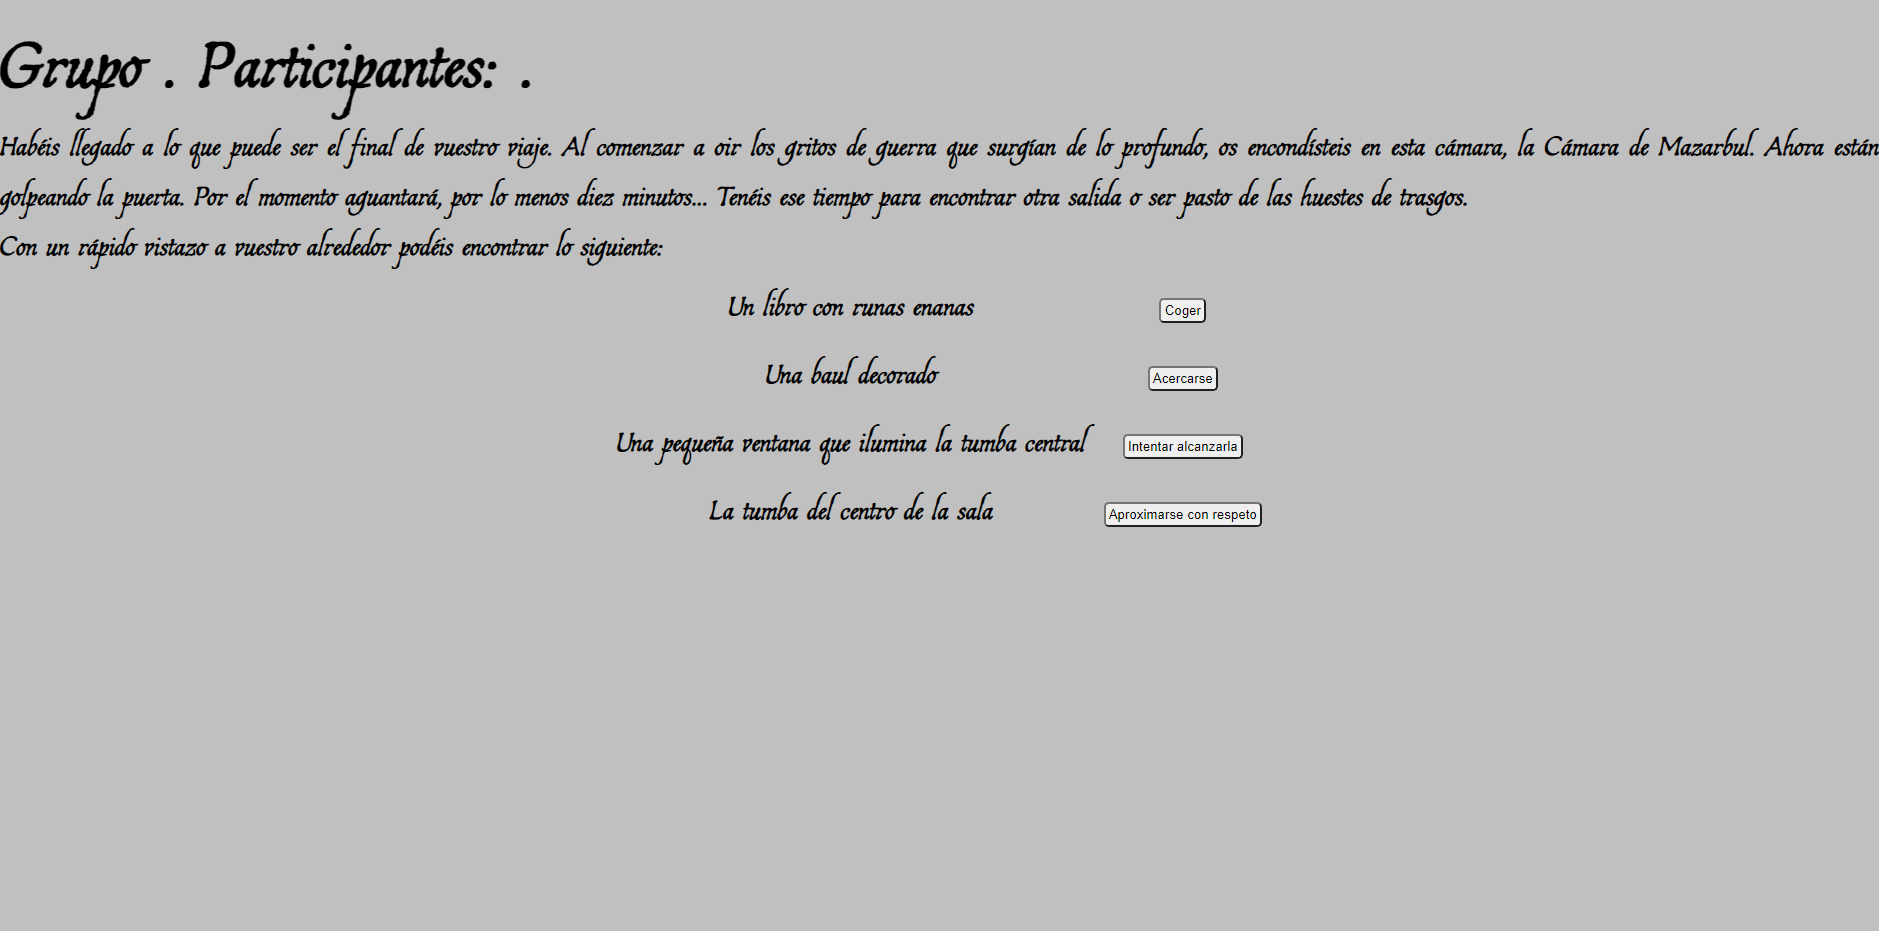 Grupo . Participantes: .
Habéis llegado a lo que puede ser el final de vuestro viaje. Al comenzar a oir los gritos de guerra que surgían de lo profundo, os encondísteis en esta cámara, la Cámara de Mazarbul. Ahora están
golpeando la puerta. Por el momento aguantará, por lo menos diez minutos... Tenéis ese tiempo para encontrar otra salida o ser pasto de las huestes de trasgos.
Con un rápido vistazo a vuestro alrededor podéis encontrar lo siguiente:
Un libro con runas enanas Coger
Una baul decorado Acercarse
Una pequeña ventana que ilumina la tumba central Intentar alcanzarla
La tumba del centro de la sala Aproximarse con respeto